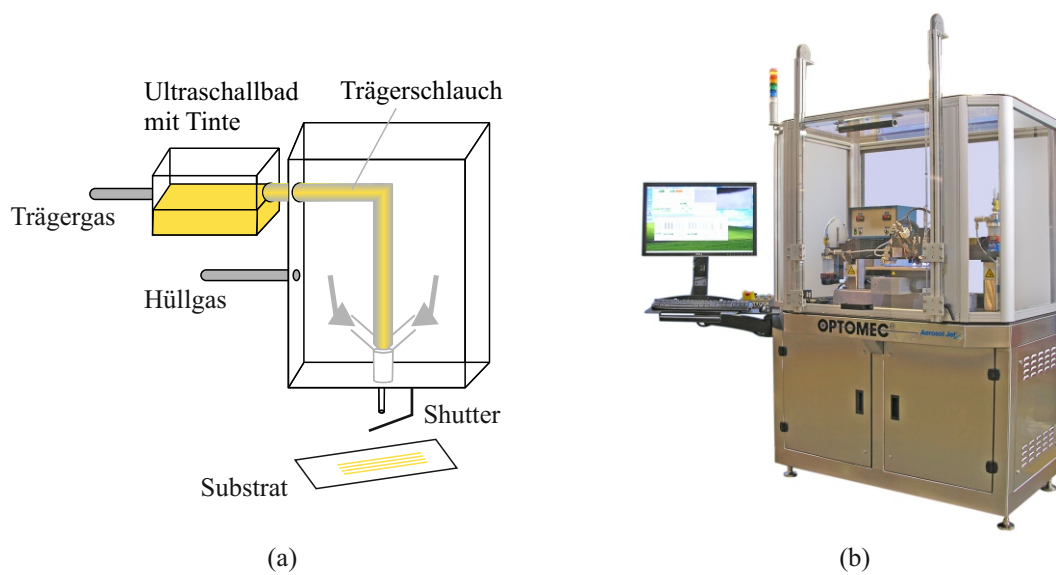 Ultraschallbad
mit Tinte
Trägerschlauch
Trägergas
Hüllgas
Shutter
Substrat
(a)
OPTOMEC
Aerosol Jet
(b)